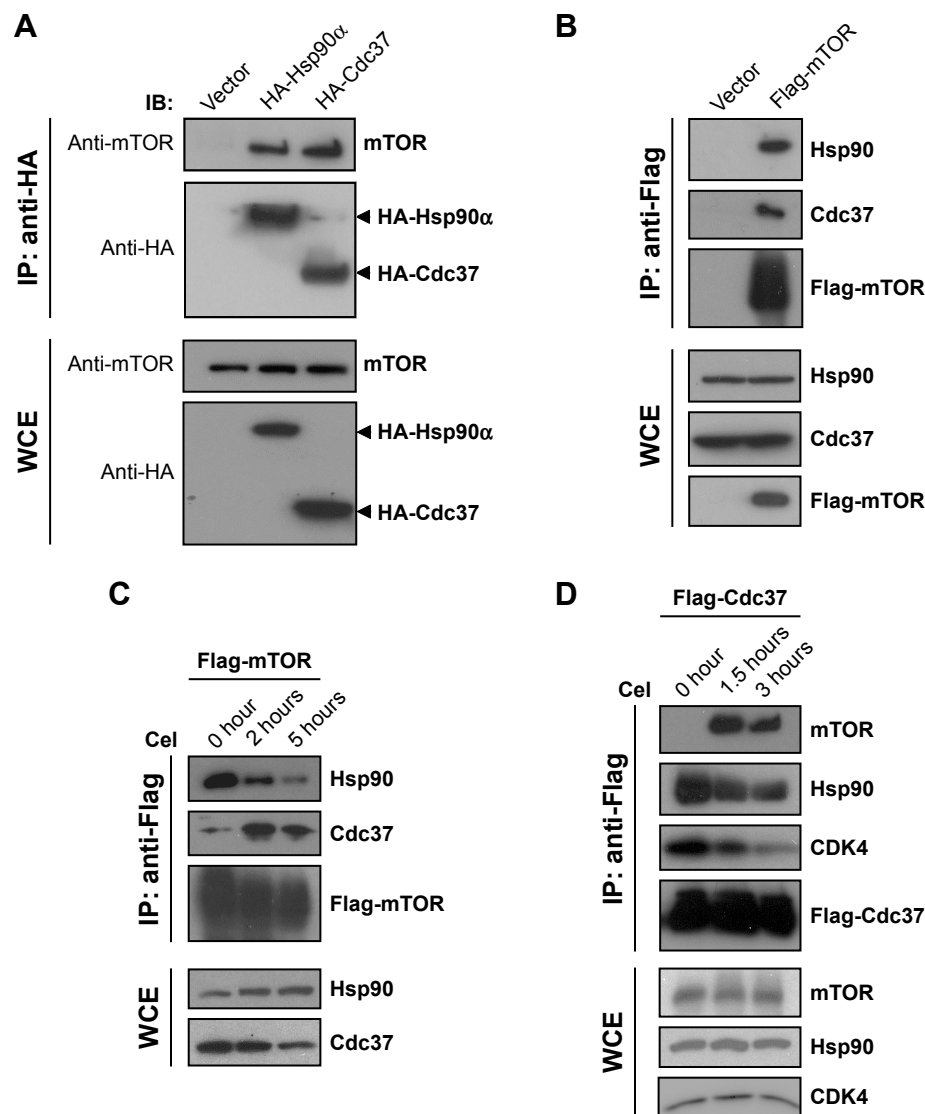 A
IB:
Vector
HA-Hsp90α
HA-Cdc37
IP: anti-HA
Anti-mTOR
mTOR
Anti-HA
HA-Hsp90α
HA-Cdc37
WCE
Anti-mTOR
mTOR
Anti-HA
HA-Hsp90α
HA-Cdc37
B
Vector
Flag-mTOR
IP: anti-Flag
Hsp90
Cdc37
Flag-mTOR
WCE
Hsp90
Cdc37
Flag-mTOR
C
Flag-mTOR
Cel
0 hour
2 hours
5 hours
IP: anti-Flag
Hsp90
Cdc37
Flag-mTOR
WCE
Hsp90
Cdc37
D
Flag-Cdc37
Cel
0 hour
1.5 hours
3 hours
IP: anti-Flag
mTOR
Hsp90
CDK4
Flag-Cdc37
WCE
mTOR
Hsp90
CDK4